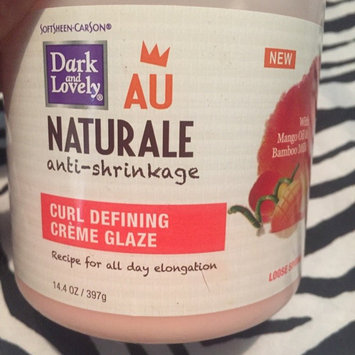 SOFTSHEEN-CARSON®
Dark
and
Lovely
AU
NEW
NATURALE
anti-shrinkage
With
Mango Oil &
Bamboo Milk
CURL DEFINING
CRÈME GLAZE
Recipe for all day elongation
14.4 OZ / 397g
LOOSE